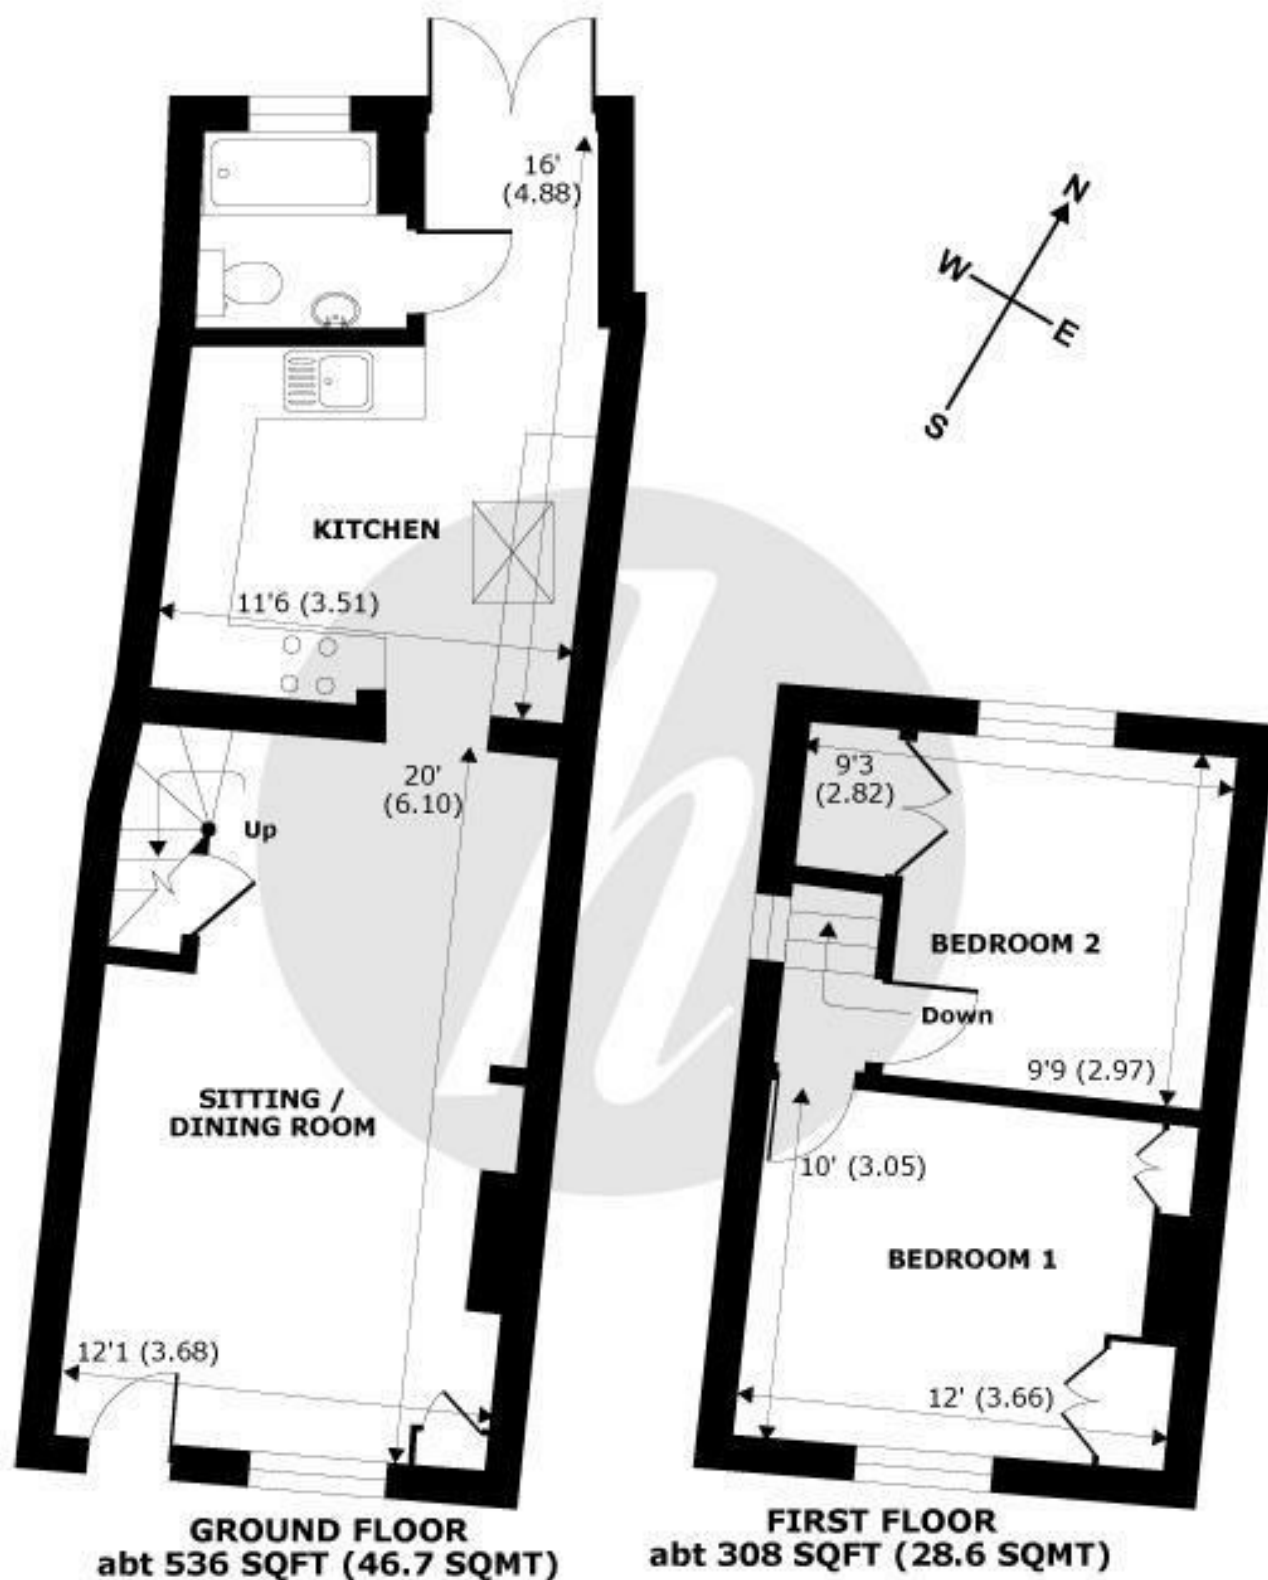 16'
(4.88)
N
W
E
S
KITCHEN
11'6 (3.51)
20'
(6.10)
Up
9'3
(2.82)
BEDROOM 2
Down
9'9 (2.97)
SITTING /
DINING ROOM
10' (3.05)
BEDROOM 1
12'1 (3.68)
12' (3.66)
GROUND FLOOR
abt 536 SQFT (46.7 SQMT)
FIRST FLOOR
abt 308 SQFT (28.6 SQMT)
h